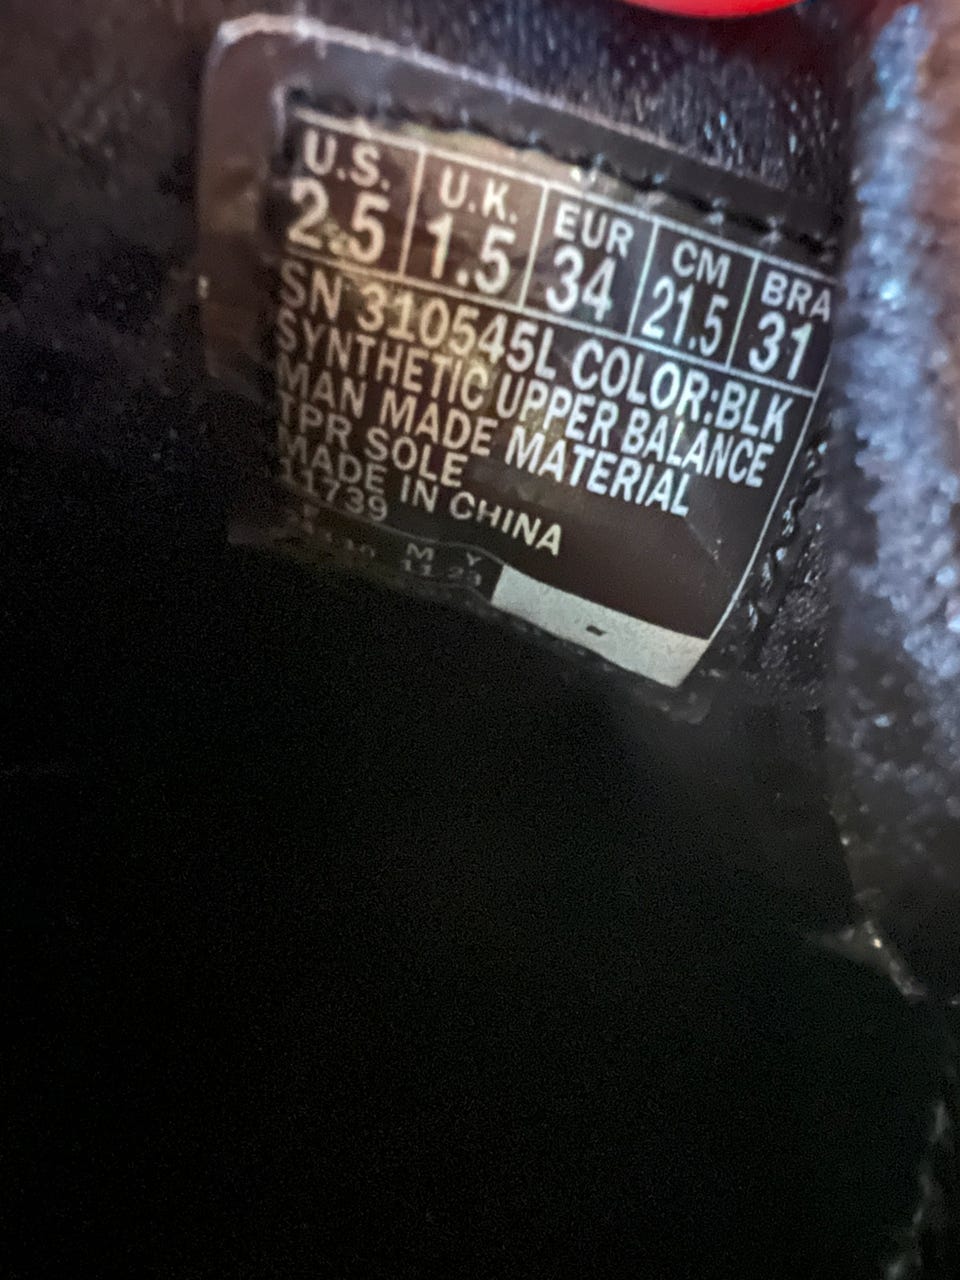 U.S. U.K. EUR CM BRA
2.5 1.5 34 21.5 31
SN 310545L COLOR:BLK
SYNTHETIC UPPER BALANCE
MAN MADE MATERIAL
TPR SOLE
MADE IN CHINA
11739
M Y
-